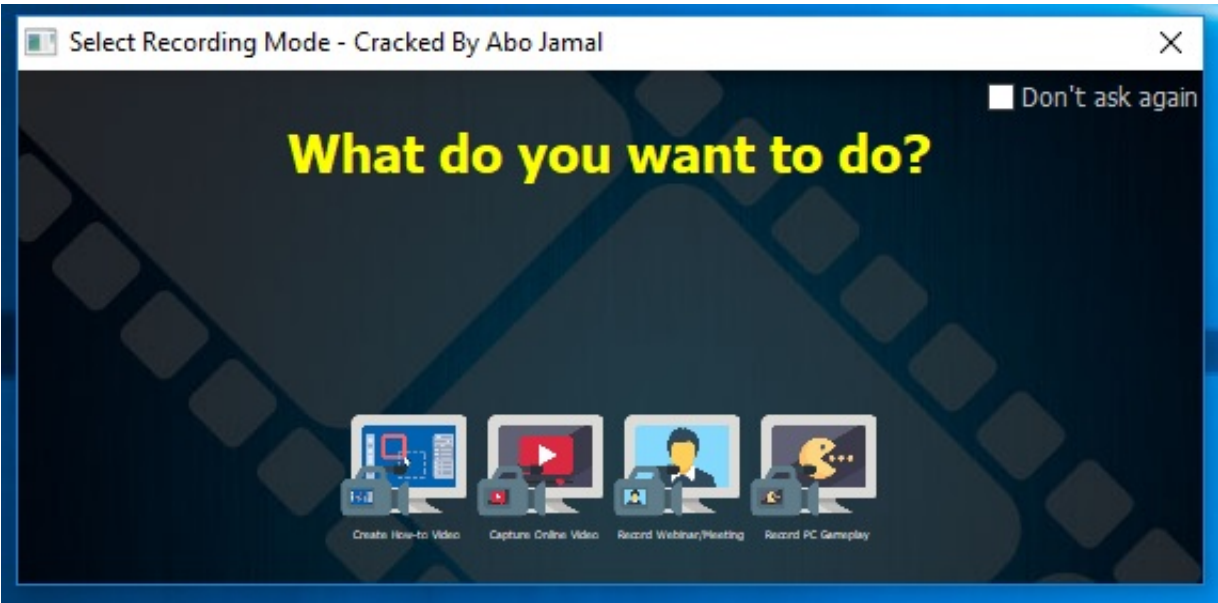 Select Recording Mode - Cracked By Abo Jamal
Don't ask again
What do you want to do?
Create How-to Video
Capture Online Video
Record Webinar/Meeting
Record PC Gameplay